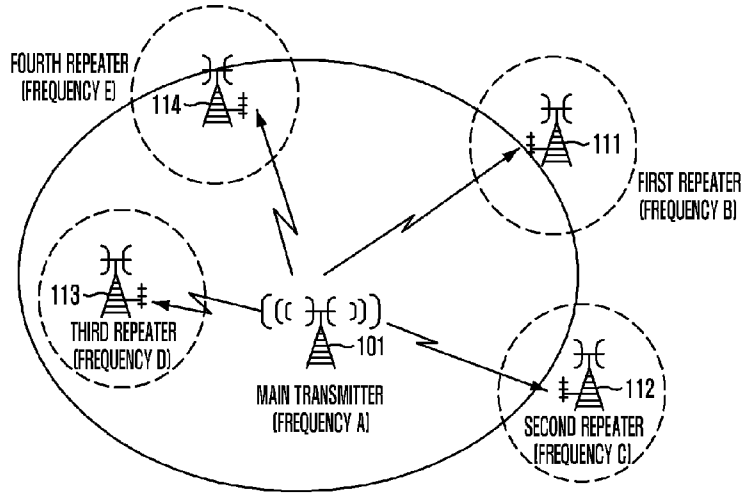 FOURTH REPEATER
(FREQUENCY E)
114
111
FIRST REPEATER
(FREQUENCY B)
113
THIRD REPEATER
(FREQUENCY D)
101
MAIN TRANSMITTER
(FREQUENCY A)
112
SECOND REPEATER
(FREQUENCY C)